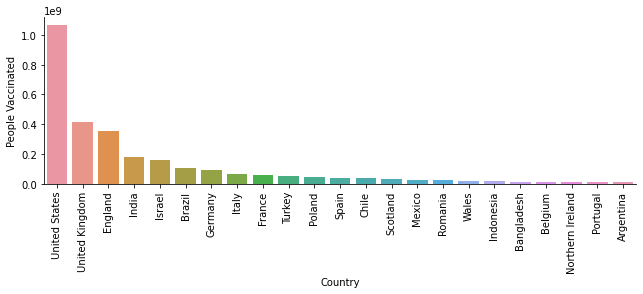 1e9
1.0
0.8
0.6
0.4
0.2
0.0
People Vaccinated
United States
United Kingdom
England
India
Israel
Brazil
Germany
Italy
France
Turkey
Poland
Spain
Chile
Scotland
Mexico
Romania
Wales
Indonesia
Bangladesh
Belgium
Northern Ireland
Portugal
Argentina
Country